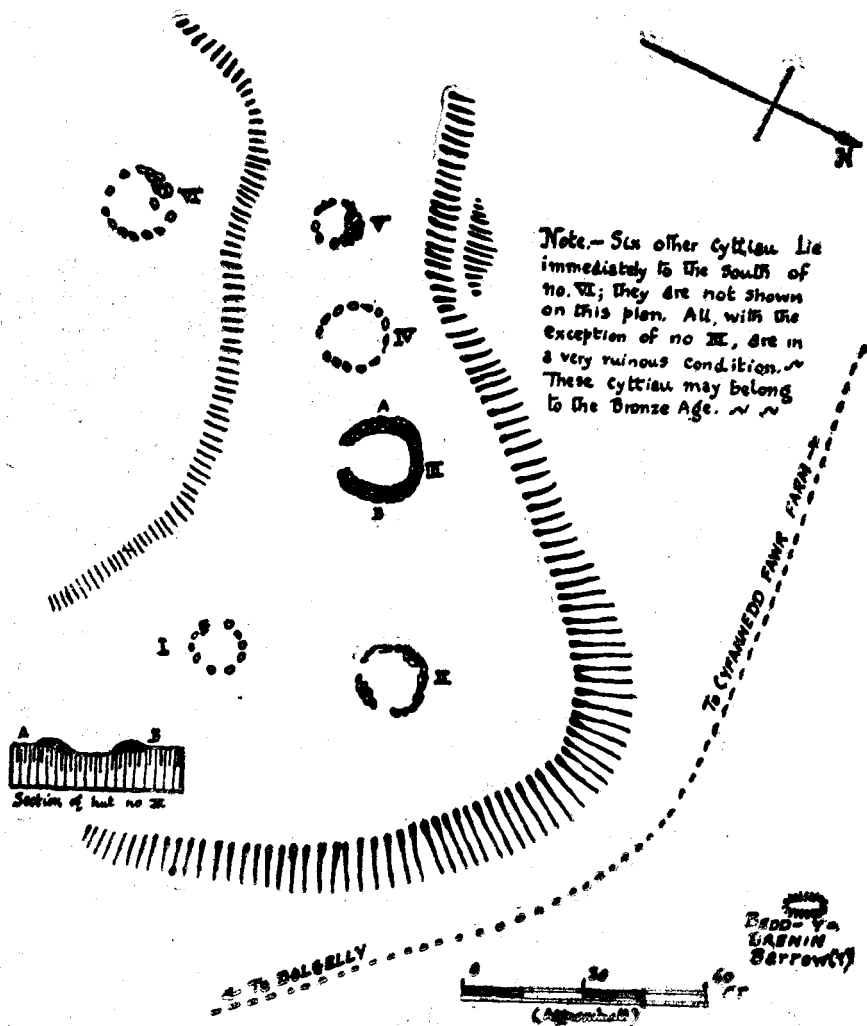 N
VI
V
Note.- Six other Cyttiau Lie
immediately to the South of
no. VI; they are not shown
on this plan. All, with the
exception of no III, are in
a very ruinous condition.~
These cyttiau may belong
to the Bronze Age. ~ ~
IV
A
III
B
To CYFANNEDD FAWR FARM →
I
II
A B
Section of hut no III
← To DOLGELLY
BEDD-Y-
BRENIN
Barrow(?)
0 30 60
FT